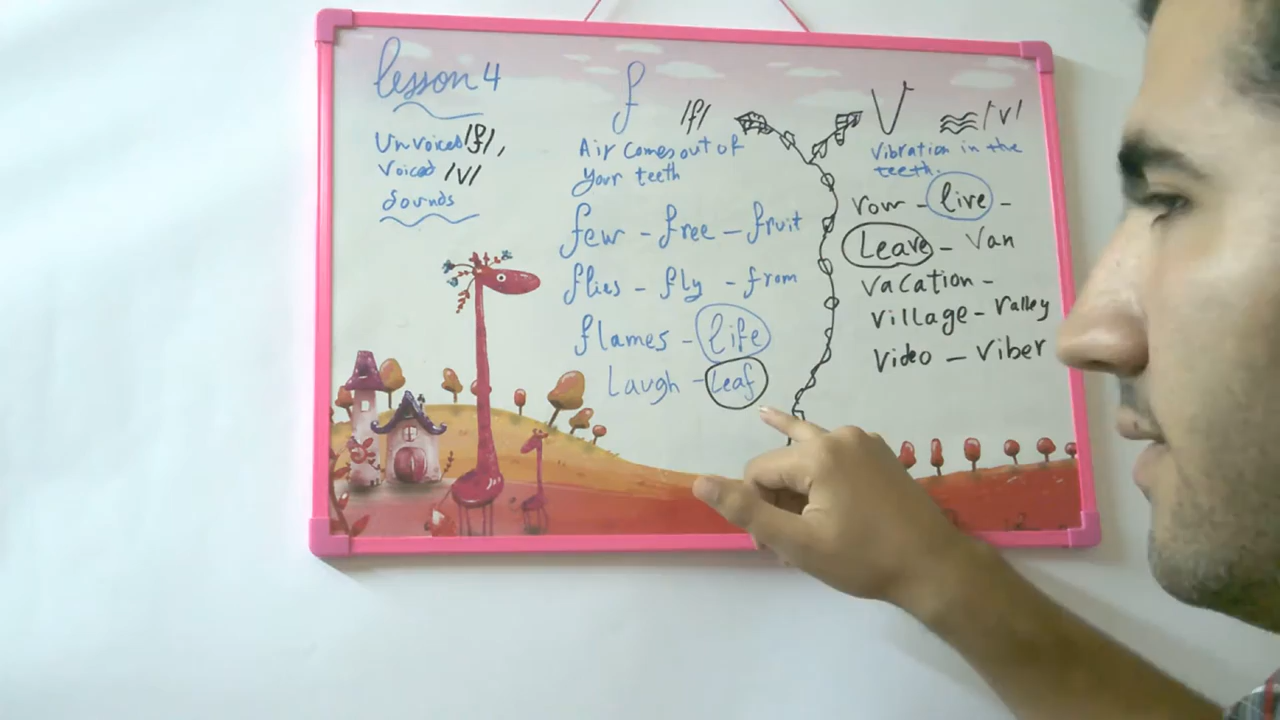 lesson 4
Unvoiced /f/,
Voiced /v/
Sounds
f /f/
Air comes out of
your teeth
few - free - fruit
flies - fly - from
flames - life
Laugh - Leaf
V /v/
Vibration in the
teeth.
vow - live -
Leave - Van
Vacation -
Village - Valley
Video - Viber